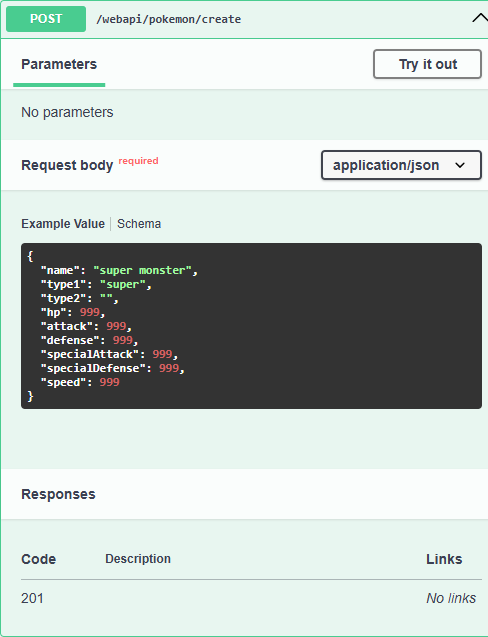 POST /webapi/pokemon/create
Parameters Try it out
No parameters
Request body required application/json
Example Value Schema
{
"name": "super monster",
"type1": "super",
"type2": "",
"hp": 999,
"attack": 999,
"defense": 999,
"specialAttack": 999,
"specialDefense": 999,
"speed": 999
}
Responses
Code Description Links
201 No links